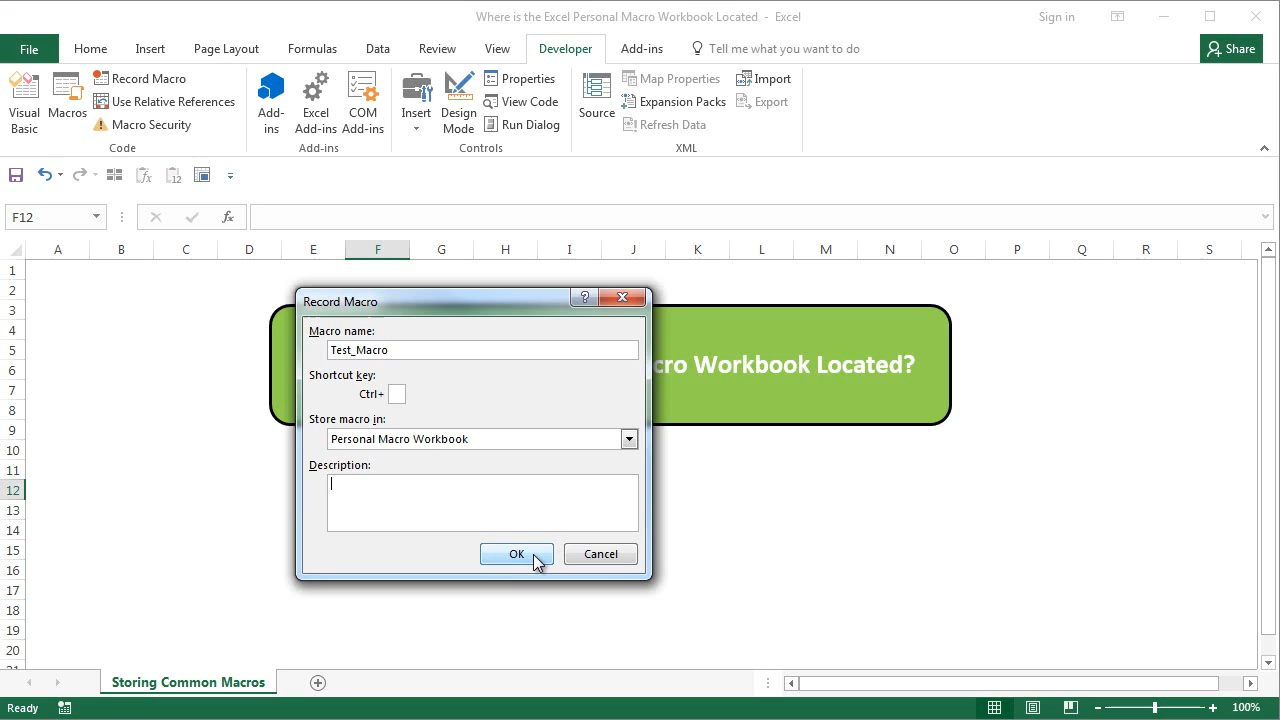 Where is the Excel Personal Macro Workbook Located - Excel
Sign in
File Home Insert Page Layout Formulas Data Review View Developer Add-ins Tell me what you want to do Share
Visual Basic
Macros
Record Macro
Use Relative References
Macro Security
Code
Add-ins
Excel Add-ins
COM Add-ins
Add-ins
Insert
Design Mode
Properties
View Code
Run Dialog
Controls
Source
Map Properties
Expansion Packs
Refresh Data
Import
Export
XML
12
F12
fx
A B C D E F G H I J K L M N O P Q R S
1
2
3
4
5
6
7
8
9
10
11
12
13
14
15
16
17
18
19
20
21
cro Workbook Located?
Record Macro
?
Macro name:
Test_Macro
Shortcut key:
Ctrl+
Store macro in:
Personal Macro Workbook
Description:
OK Cancel
Storing Common Macros
Ready
100%